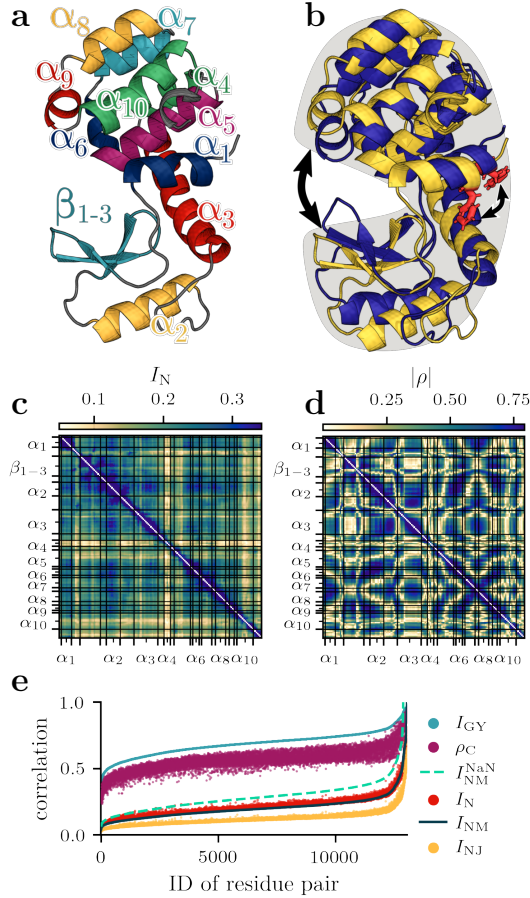 a
b
α8
α7
α9
α4
α10
α5
α6
α1
β1-3
α3
α2
I_N
|ρ|
c
0.1 0.2 0.3
d
0.25 0.50 0.75
α1
β1−3
α2
α3
α4
α5
α6
α7
α8
α9
α10
α1 α2 α3 α4 α6 α8 α10
α1
β1−3
α2
α3
α4
α5
α6
α7
α8
α9
α10
α1 α2 α3 α4 α6 α8 α10
e
correlation
1.0
0.5
0.0
0 5000 10000
ID of residue pair
I_GY
ρ_C
I_NM^NaN
I_N
I_NM
I_NJ